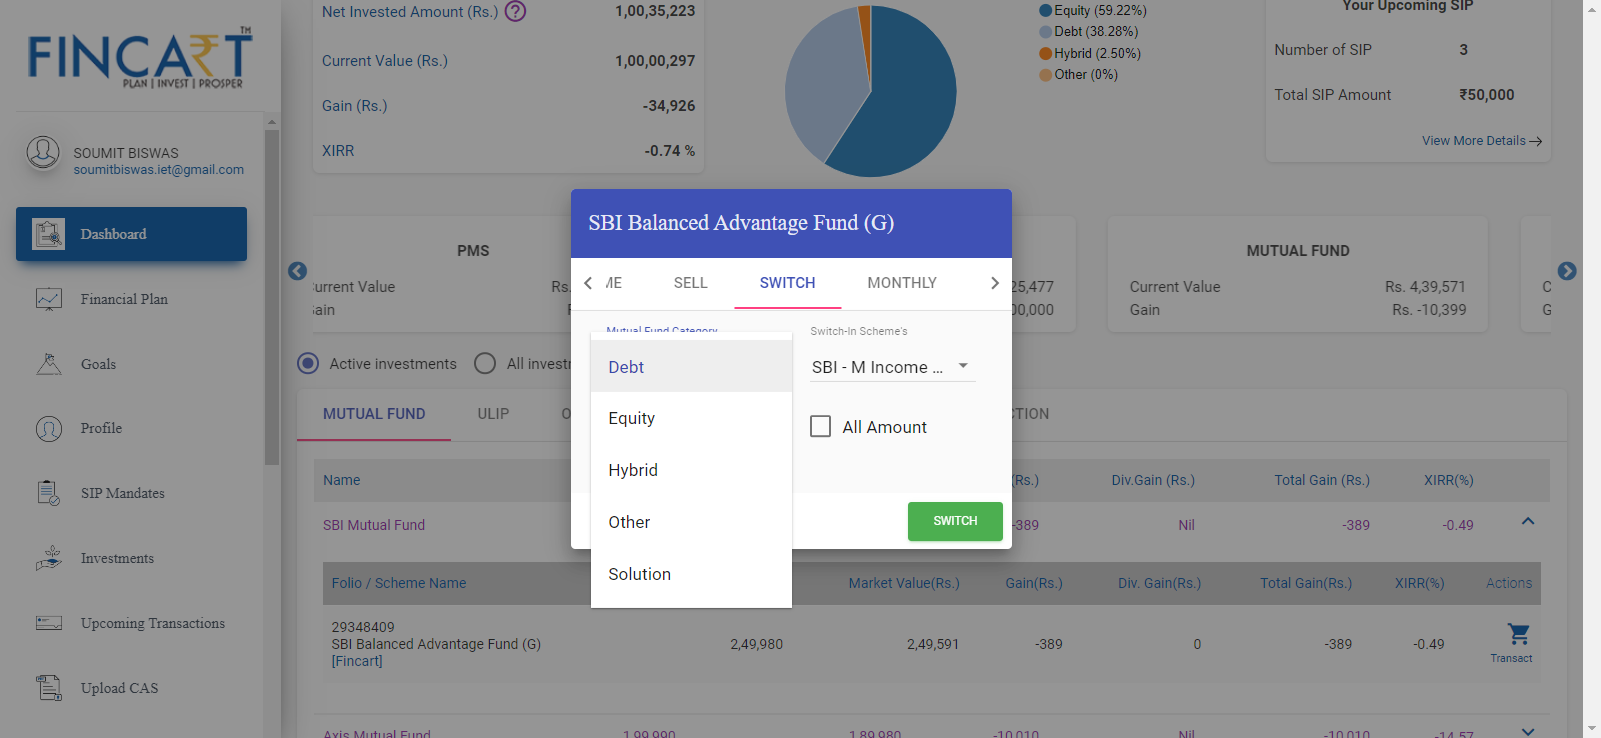 FINCART
TM
PLAN | INVEST | PROSPER
SOUMIT BISWAS
soumitbiswas.iet@gmail.com
Dashboard
Financial Plan
Goals
Profile
SIP Mandates
Investments
Upcoming Transactions
Upload CAS
Net Invested Amount (Rs.) ? 1,00,35,223
Current Value (Rs.) 1,00,00,297
Gain (Rs.) -34,926
XIRR -0.74 %
Equity (59.22%)
Debt (38.28%)
Hybrid (2.50%)
Other (0%)
Your Upcoming SIP
Number of SIP 3
Total SIP Amount ₹50,000
View More Details
PMS
Current Value Rs.
Gain
25,477
00,000
MUTUAL FUND
Current Value Rs. 4,39,571
Gain Rs. -10,399
Active investments All
MUTUAL FUND ULIP
Name (Rs.) Div.Gain (Rs.) Total Gain (Rs.) XIRR(%)
SBI Mutual Fund -389 Nil -389 -0.49
Folio / Scheme Name Market Value(Rs.) Gain(Rs.) Div. Gain(Rs.) Total Gain(Rs.) XIRR(%) Actions
29348409
SBI Balanced Advantage Fund (G) 2,49,980 2,49,591 -389 0 -389 -0.49
[Fincart]
Transact
Axis Mutual Fund 1,99,990 1,89,980 -10,010 Nil -10,010 -14.57
SBI Balanced Advantage Fund (G)
SELL SWITCH MONTHLY
Mutual Fund Category
Debt
Equity
Hybrid
Other
Solution
Switch-In Scheme's
SBI - M Income ...
All Amount
SWITCH